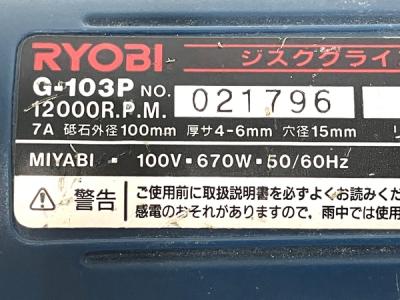 RYOBI ジスクグライ
G-103P NO. 021796
12000R.P.M.
7A 砥石外径100mm 厚サ4-6mm 穴径15mm
MIYABI ・ 100V・670W・50/60Hz
警告 ご使用前に取扱説明書を必ずよくお読みくだ
感電のおそれがありますので、雨中では使用